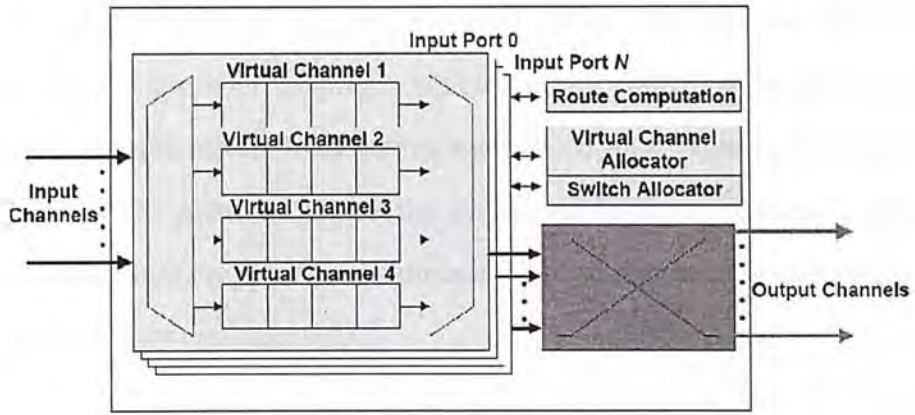 Input Port 0
Input Port N
Virtual Channel 1
Route Computation
Virtual Channel 2
Virtual Channel
Allocator
Switch Allocator
Input
Channels
Virtual Channel 3
Virtual Channel 4
Output Channels